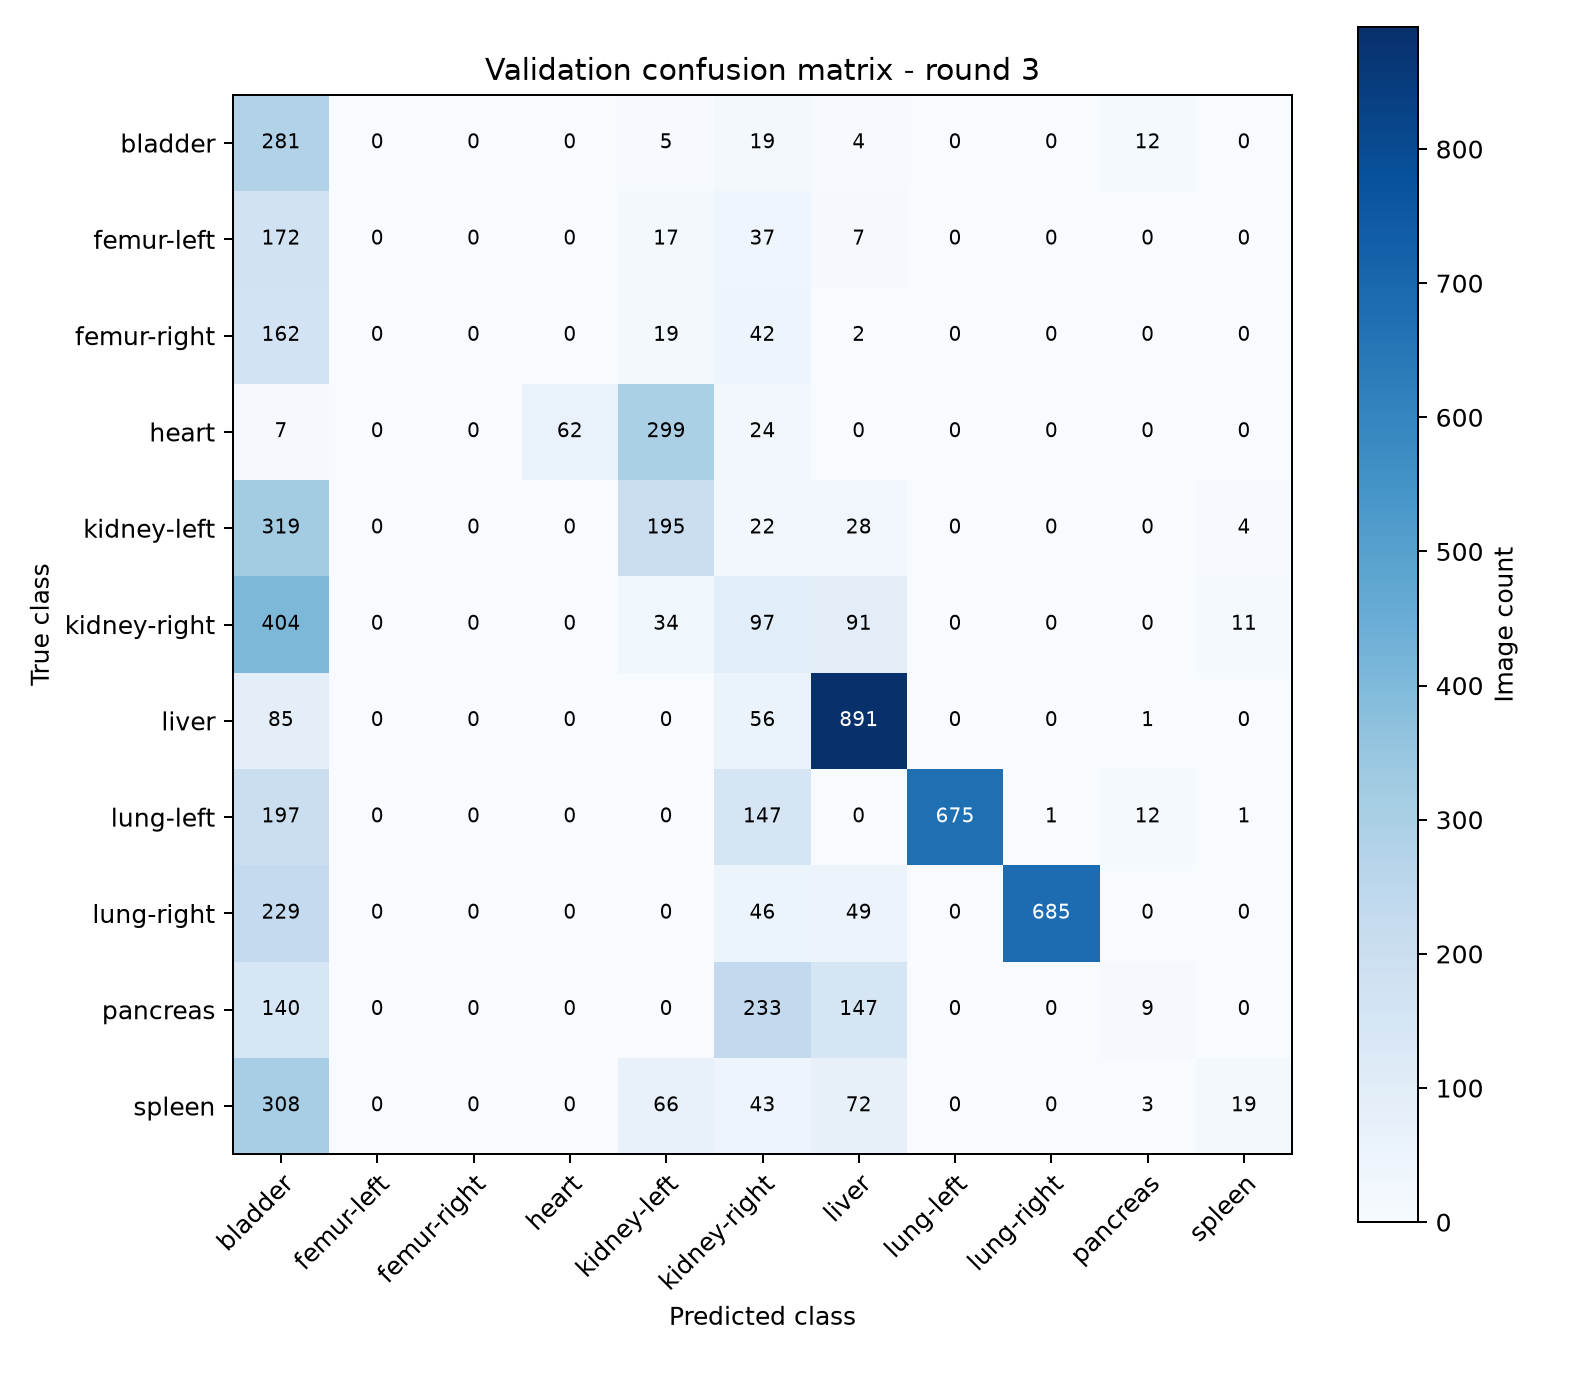 Validation confusion matrix - round 3
bladder 281 0 0 0 5 19 4 0 0 12 0
femur-left 172 0 0 0 17 37 7 0 0 0 0
femur-right 162 0 0 0 19 42 2 0 0 0 0
heart 7 0 0 62 299 24 0 0 0 0 0
kidney-left 319 0 0 0 195 22 28 0 0 0 4
kidney-right 404 0 0 0 34 97 91 0 0 0 11
liver 85 0 0 0 0 56 891 0 0 1 0
lung-left 197 0 0 0 0 147 0 675 1 12 1
lung-right 229 0 0 0 0 46 49 0 685 0 0
pancreas 140 0 0 0 0 233 147 0 0 9 0
spleen 308 0 0 0 66 43 72 0 0 3 19
True class
bladder femur-left femur-right heart kidney-left kidney-right liver lung-left lung-right pancreas spleen
Predicted class
800
700
600
500
400
300
200
100
0
Image count